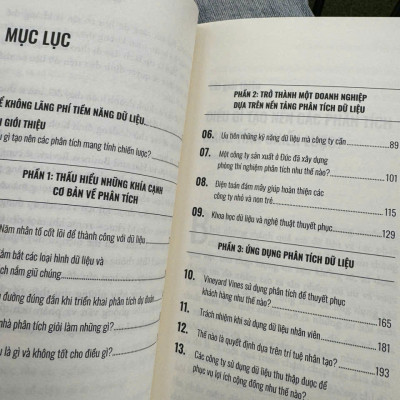 MỤC LỤC
Ể KHÔNG LÃNG PHÍ TIỀM NĂNG DỮ LIỆU
I GIỚI THIỆU
ều gì tạo nên các phân tích mang tính chiến lược?
PHẦN 1: THẤU HIỂU NHỮNG KHÍA CẠNH
CƠ BẢN VỀ PHÂN TÍCH
Năm nhân tố cốt lõi để thành công với dữ liệu
ắm bắt các loại hình dữ liệu và
ách nắm giữ chúng
đường đúng đắn khi triển khai phân tích dự đoán
nhà phân tích giỏi làm những gì?
u là gì và không tốt cho điều gì?
PHẦN 2: TRỞ THÀNH MỘT DOANH NGHIỆP
DỰA TRÊN NỀN TẢNG PHÂN TÍCH DỮ LIỆU
06. Ưu tiên những kỹ năng dữ liệu mà công ty cần 89
07. Một công ty sản xuất ở Đức đã xây dựng
phòng thí nghiệm phân tích như thế nào? 101
08. Điện toán đám mây giúp hoàn thiện các
công ty nhỏ và non trẻ 115
09. Khoa học dữ liệu và nghệ thuật thuyết phục 129
PHẦN 3: ỨNG DỤNG PHÂN TÍCH DỮ LIỆU
10. Vineyard Vines sử dụng phân tích để thuyết phục
khách hàng như thế nào? 165
11. Trách nhiệm khi sử dụng dữ liệu nhân viên 181
12. Thế nào là quyết định dựa trên trí tuệ nhân tạo? 193
13. Các công ty sử dụng dữ liệu thu thập được để
phục vụ lợi ích cộng đồng như thế nào?